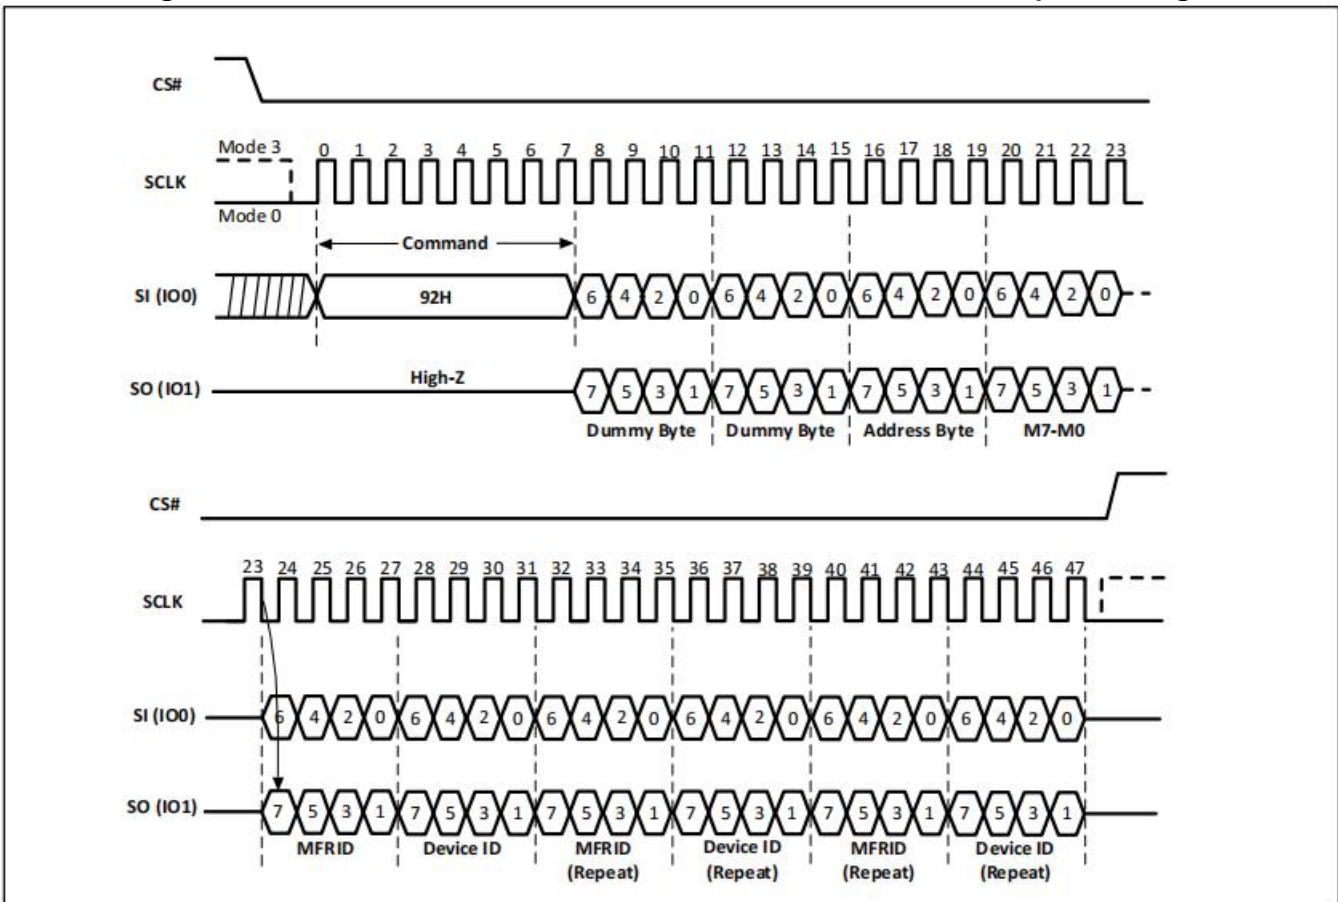 CS#
Mode 3
0 1 2 3 4 5 6 7 8 9 10 11 12 13 14 15 16 17 18 19 20 21 22 23
SCLK
Mode 0
Command
SI (IO0)
92H
6 4 2 0 6 4 2 0 6 4 2 0 6 4 2 0
High-Z
SO (IO1)
7 5 3 1 7 5 3 1 7 5 3 1 7 5 3 1
Dummy Byte Dummy Byte Address Byte M7-M0
CS#
23 24 25 26 27 28 29 30 31 32 33 34 35 36 37 38 39 40 41 42 43 44 45 46 47
SCLK
SI (IO0)
6 4 2 0 6 4 2 0 6 4 2 0 6 4 2 0 6 4 2 0 6 4 2 0
SO (IO1)
7 5 3 1 7 5 3 1 7 5 3 1 7 5 3 1 7 5 3 1 7 5 3 1
MFRID Device ID MFRID Device ID MFRID Device ID
(Repeat) (Repeat) (Repeat) (Repeat)